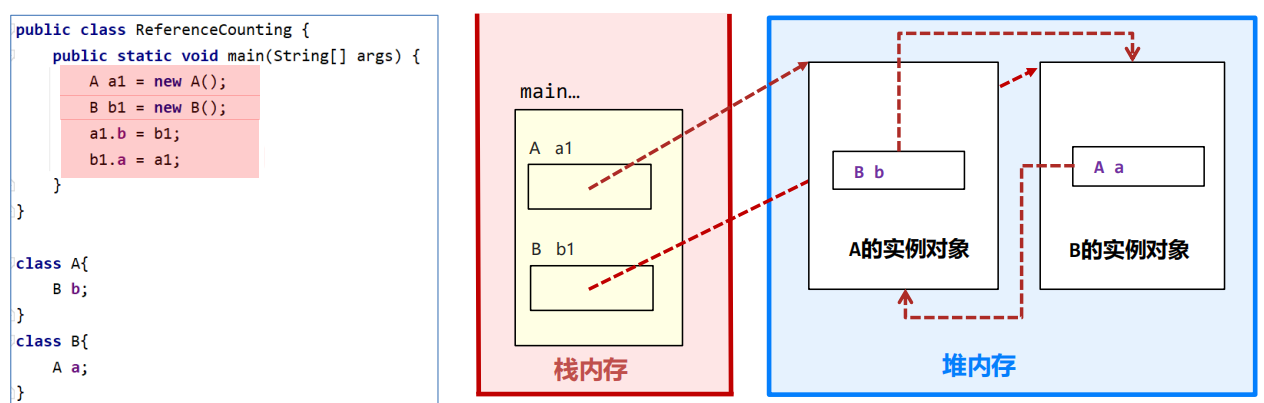 public class ReferenceCounting {
    public static void main(String[] args) {
        A a1 = new A();
        B b1 = new B();
        a1.b = b1;
        b1.a = a1;
    }
}
class A{
    B b;
}
class B{
    A a;
}
main…
A a1
B b1
栈内存
B b
A的实例对象
A a
B的实例对象
堆内存